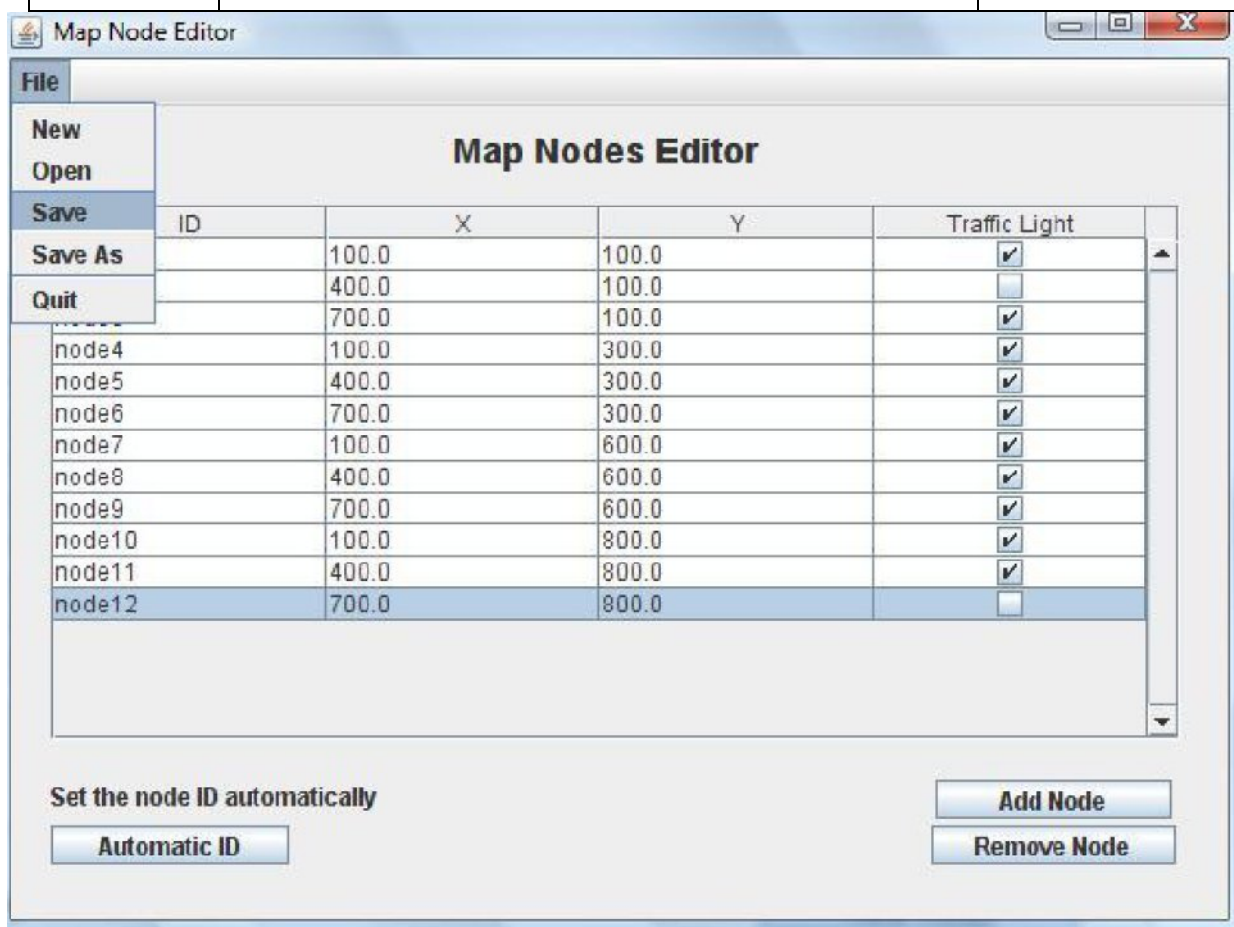 Map Node Editor
File
New
Open
Save
Save As
Quit
Map Nodes Editor
ID X Y Traffic Light
100.0 100.0
400.0 100.0
700.0 100.0
node4 100.0 300.0
node5 400.0 300.0
node6 700.0 300.0
node7 100.0 600.0
node8 400.0 600.0
node9 700.0 600.0
node10 100.0 800.0
node11 400.0 800.0
node12 700.0 800.0
Set the node ID automatically
Add Node
Automatic ID
Remove Node